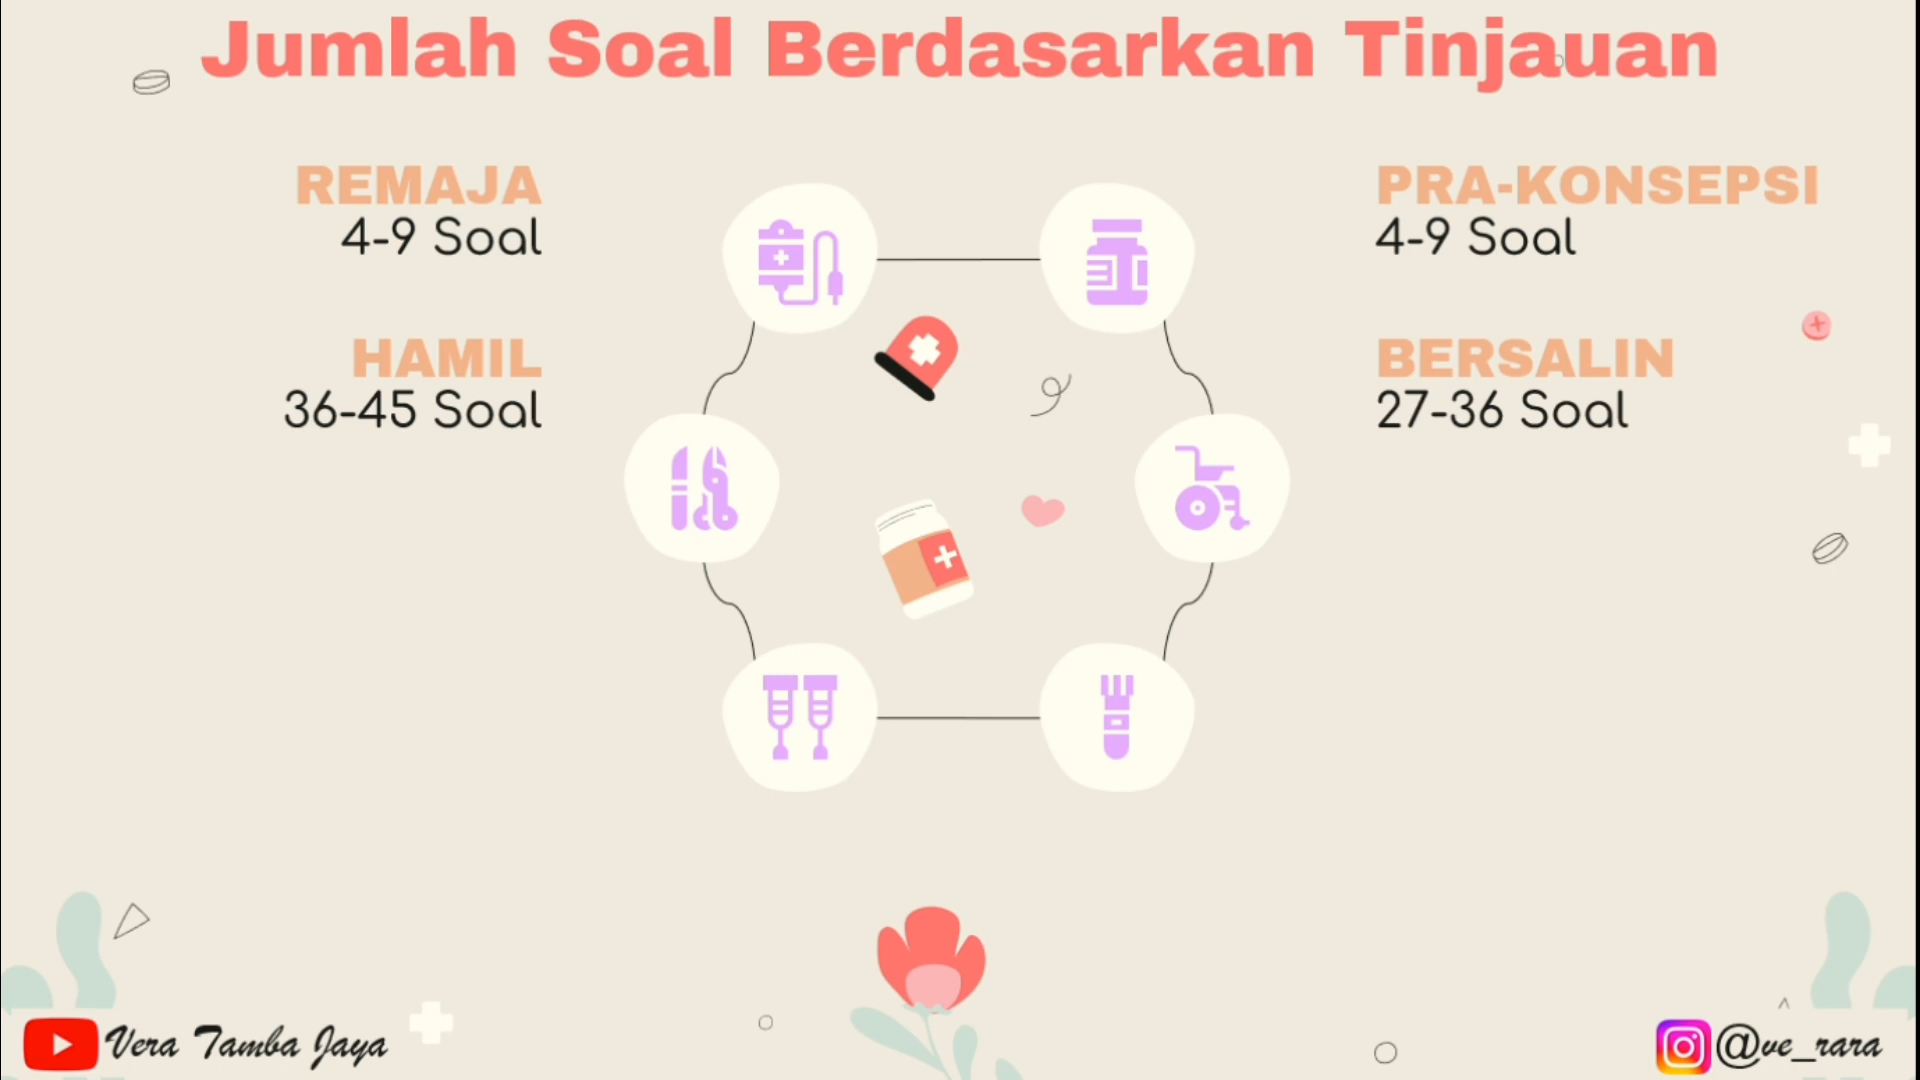 Jumlah Soal Berdasarkan Tinjauan
REMAJA
4-9 Soal
PRA-KONSEPSI
4-9 Soal
HAMIL
36-45 Soal
BERSALIN
27-36 Soal
Vera Tamba Jaya
@ve_rara